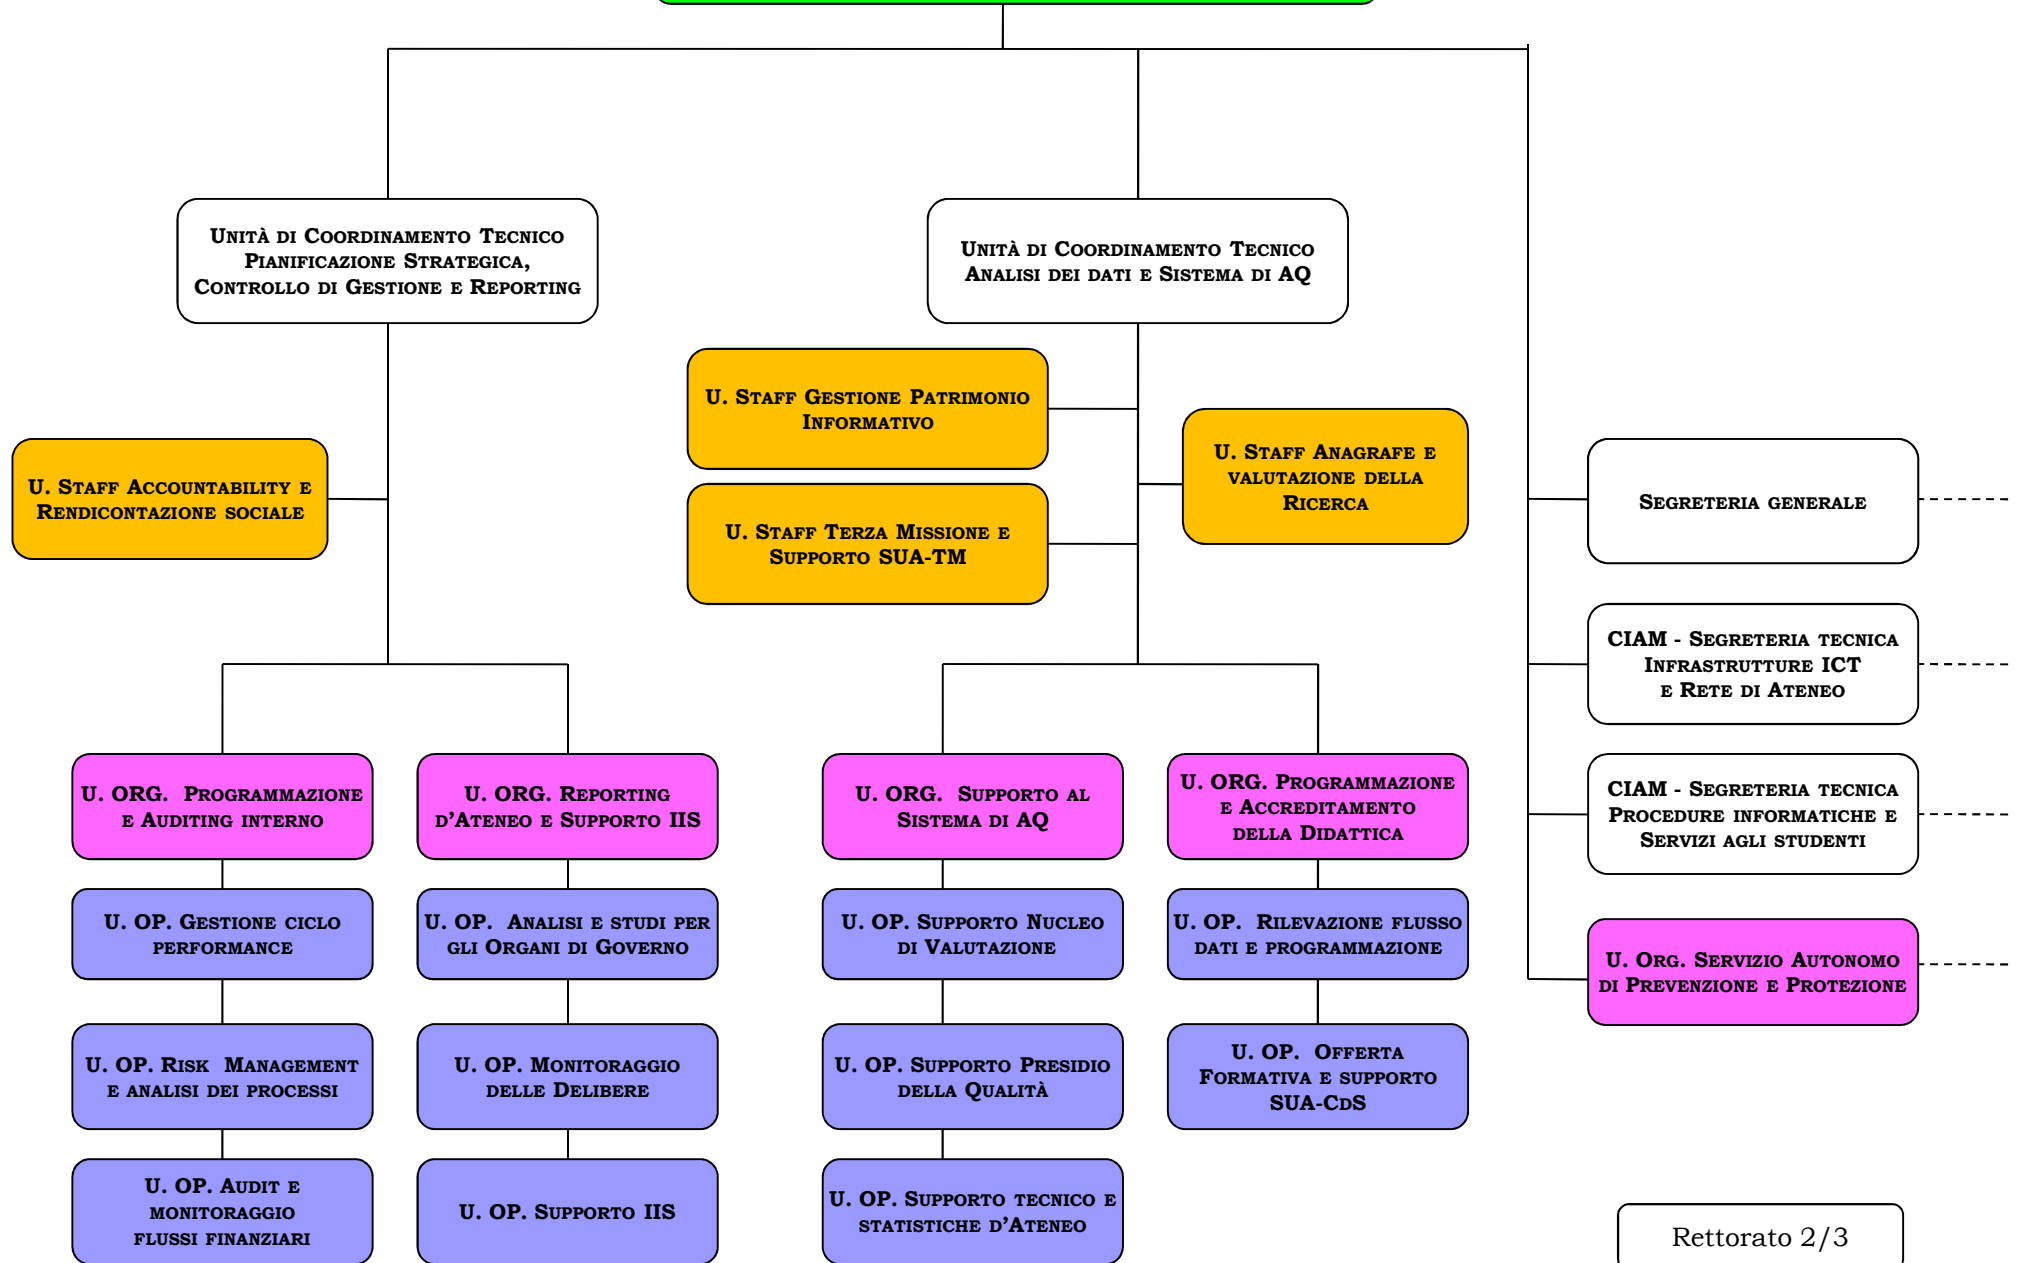 Unità di Coordinamento Tecnico
Pianificazione Strategica,
Controllo di Gestione e Reporting
Unità di Coordinamento Tecnico
Analisi dei dati e Sistema di AQ
U. Staff Gestione Patrimonio
Informativo
U. Staff Anagrafe e
valutazione della
Ricerca
U. Staff Accountability e
Rendicontazione sociale
U. Staff Terza Missione e
Supporto SUA-TM
Segreteria generale
CIAM - Segreteria tecnica
Infrastrutture ICT
e Rete di Ateneo
CIAM - Segreteria tecnica
Procedure informatiche e
Servizi agli studenti
U. Org. Servizio Autonomo
di Prevenzione e Protezione
U. ORG. Programmazione
e Auditing interno
U. OP. Gestione ciclo
performance
U. OP. Risk Management
e analisi dei processi
U. OP. Audit e
monitoraggio
flussi finanziari
U. ORG. Reporting
d’Ateneo e Supporto IIS
U. OP. Analisi e studi per
gli Organi di Governo
U. OP. Monitoraggio
delle Delibere
U. OP. Supporto IIS
U. ORG. Supporto al
Sistema di AQ
U. OP. Supporto Nucleo
di Valutazione
U. OP. Supporto Presidio
della Qualità
U. OP. Supporto tecnico e
statistiche d’Ateneo
U. ORG. Programmazione
e Accreditamento
della Didattica
U. OP. Rilevazione flusso
dati e programmazione
U. OP. Offerta
Formativa e supporto
SUA-CdS
Rettorato 2/3